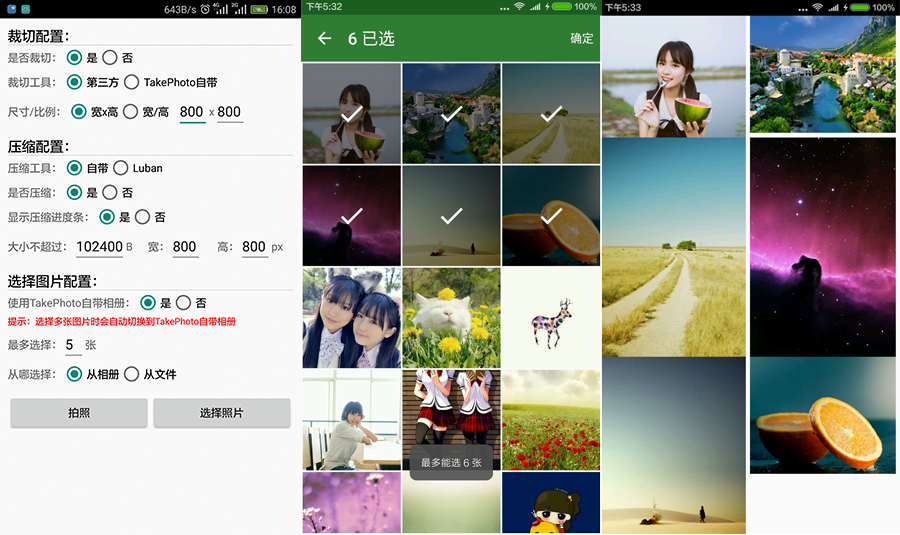 643B/s 4G 2G 16:08
裁切配置：
是否裁切： 是 否
裁切工具： 第三方 TakePhoto自带
尺寸/比例： 宽x高 宽/高 800 x 800
压缩配置：
压缩工具： 自带 Luban
是否压缩： 是 否
显示压缩进度条： 是 否
大小不超过： 102400 B 宽： 800 高： 800 px
选择图片配置：
使用TakePhoto自带相册： 是 否
提示：选择多张图片时会自动切换到TakePhoto自带相册
最多选择： 5 张
从哪选择： 从相册 从文件
拍照 选择照片
下午5:32 ... 100%
6 已选 确定
最多能选 6 张
下午5:33 ... 100%